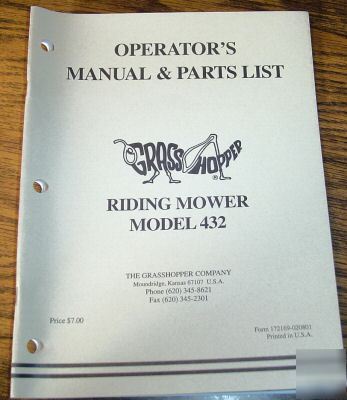 OPERATOR'S
MANUAL & PARTS LIST
GRASSHOPPER
®
RIDING MOWER
MODEL 432
THE GRASSHOPPER COMPANY
Moundridge, Kansas 67107 U.S.A.
Phone (620) 345-8621
Fax (620) 345-2301
Price $7.00
Form 172169-020801
Printed in U.S.A.